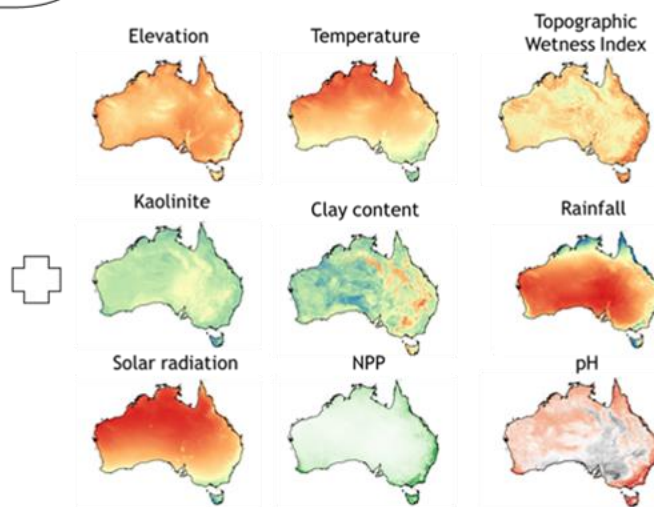 Elevation
Temperature
Topographic
Wetness Index
Kaolinite
Clay content
Rainfall
Solar radiation
NPP
pH